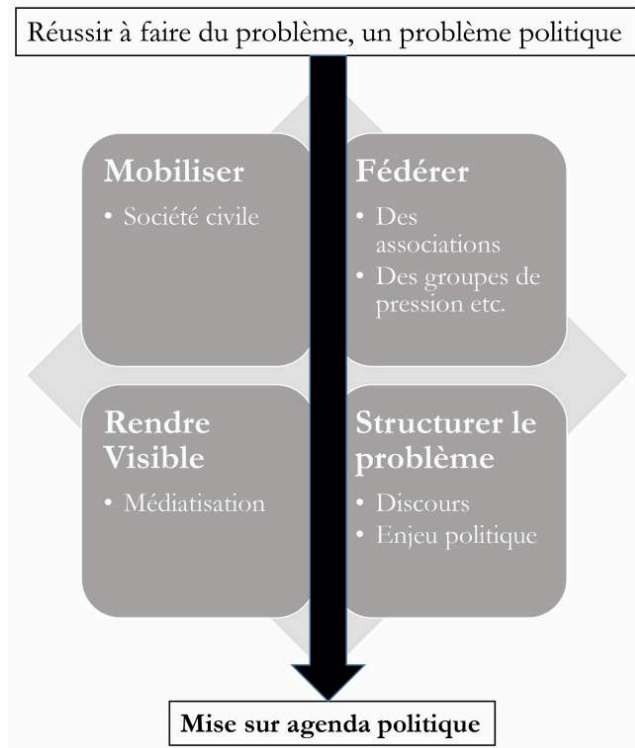 Réussir à faire du problème, un problème politique
Mobiliser
• Société civile
Fédérer
• Des
associations
• Des groupes de
pression etc.
Rendre
Visible
• Médiatisation
Structurer le
problème
• Discours
• Enjeu politique
Mise sur agenda politique